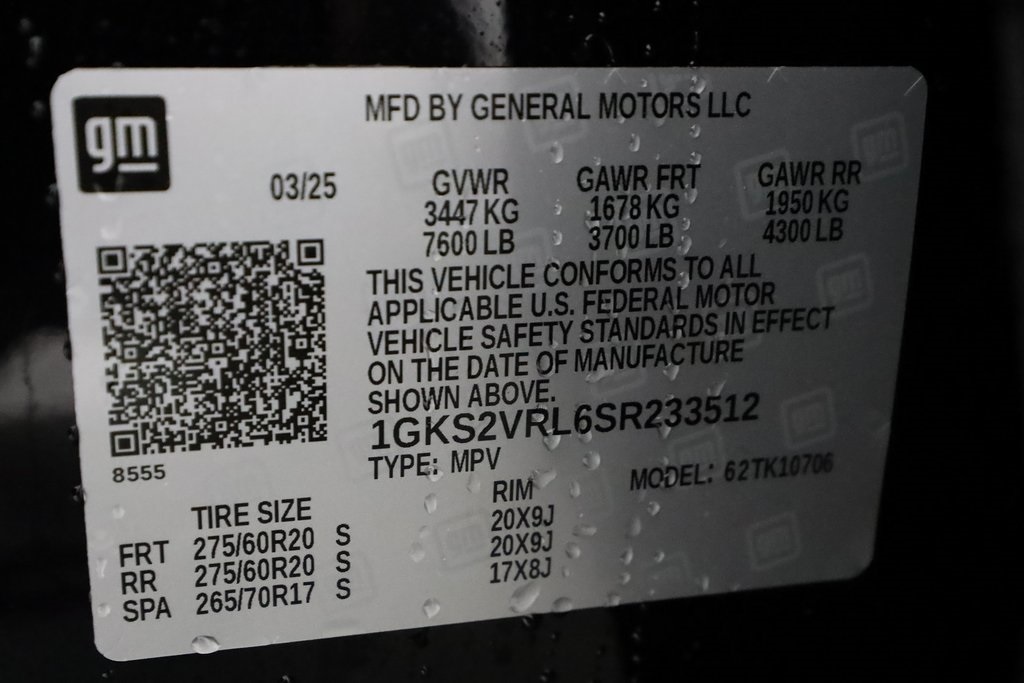 gm
MFD BY GENERAL MOTORS LLC
03/25 GVWR GAWR FRT GAWR RR
3447 KG 1678 KG 1950 KG
7600 LB 3700 LB 4300 LB
THIS VEHICLE CONFORMS TO ALL
APPLICABLE U.S. FEDERAL MOTOR
VEHICLE SAFETY STANDARDS IN EFFECT
ON THE DATE OF MANUFACTURE
SHOWN ABOVE.
1GKS2VRL6SR233512
8555
TYPE: MPV MODEL: 62TK10706
TIRE SIZE RIM
FRT 275/60R20 S 20X9J
RR 275/60R20 S 20X9J
SPA 265/70R17 S 17X8J